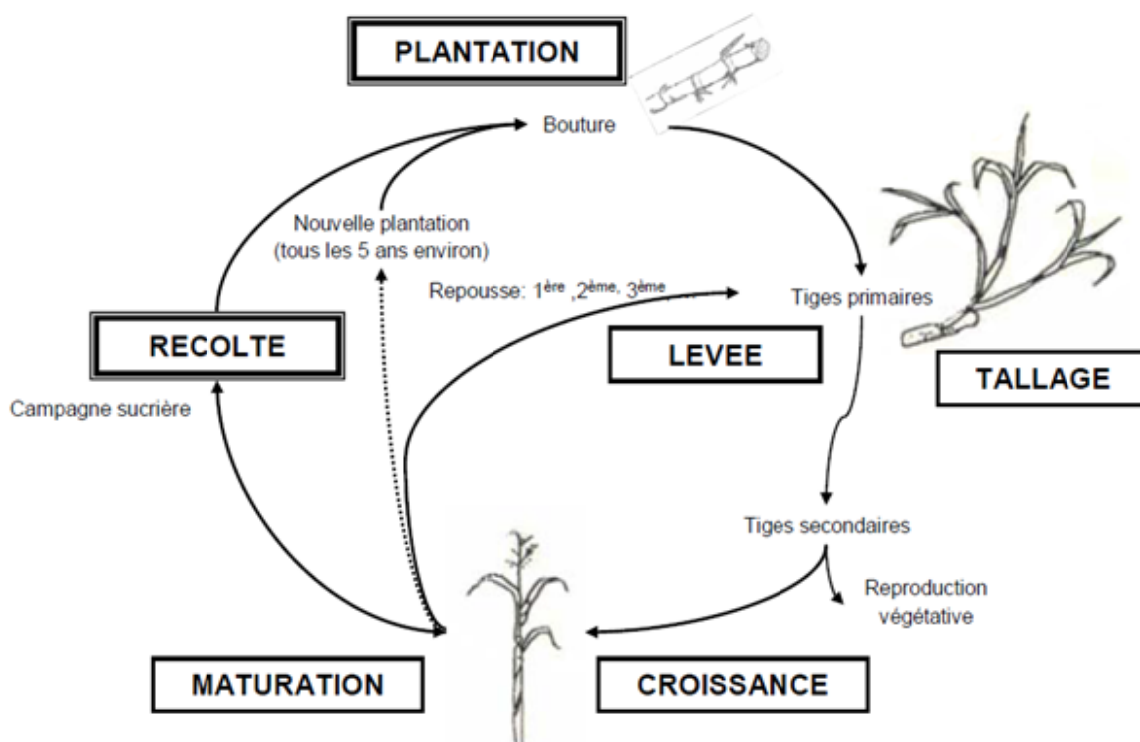 PLANTATION
Bouture
Nouvelle plantation
(tous les 5 ans environ)
Repousse: 1ère ,2ème, 3ème ....
Tiges primaires
RECOLTE
LEVEE
TALLAGE
Campagne sucrière
Tiges secondaires
Reproduction
végétative
MATURATION
CROISSANCE